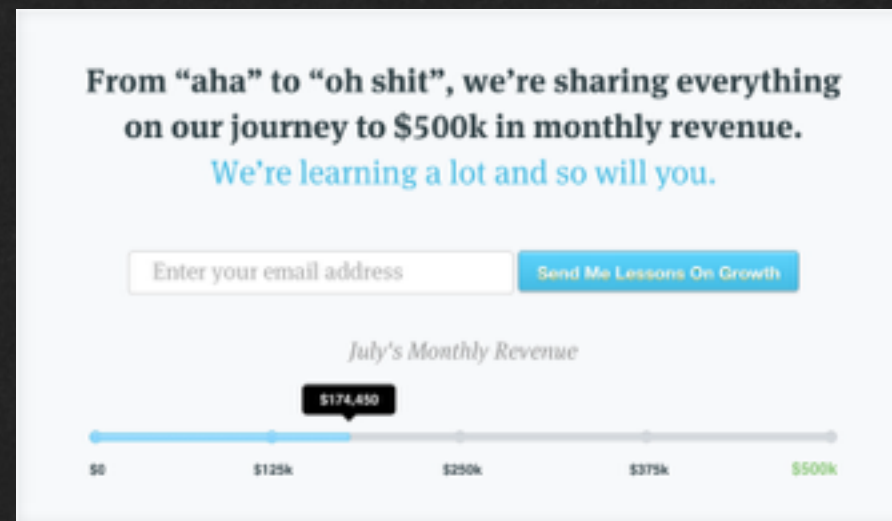 From “aha” to “oh shit”, we’re sharing everything
on our journey to $500k in monthly revenue.
We’re learning a lot and so will you.
Enter your email address
Send Me Lessons On Growth
July's Monthly Revenue
$174,450
$0 $125k $250k $375k $500k